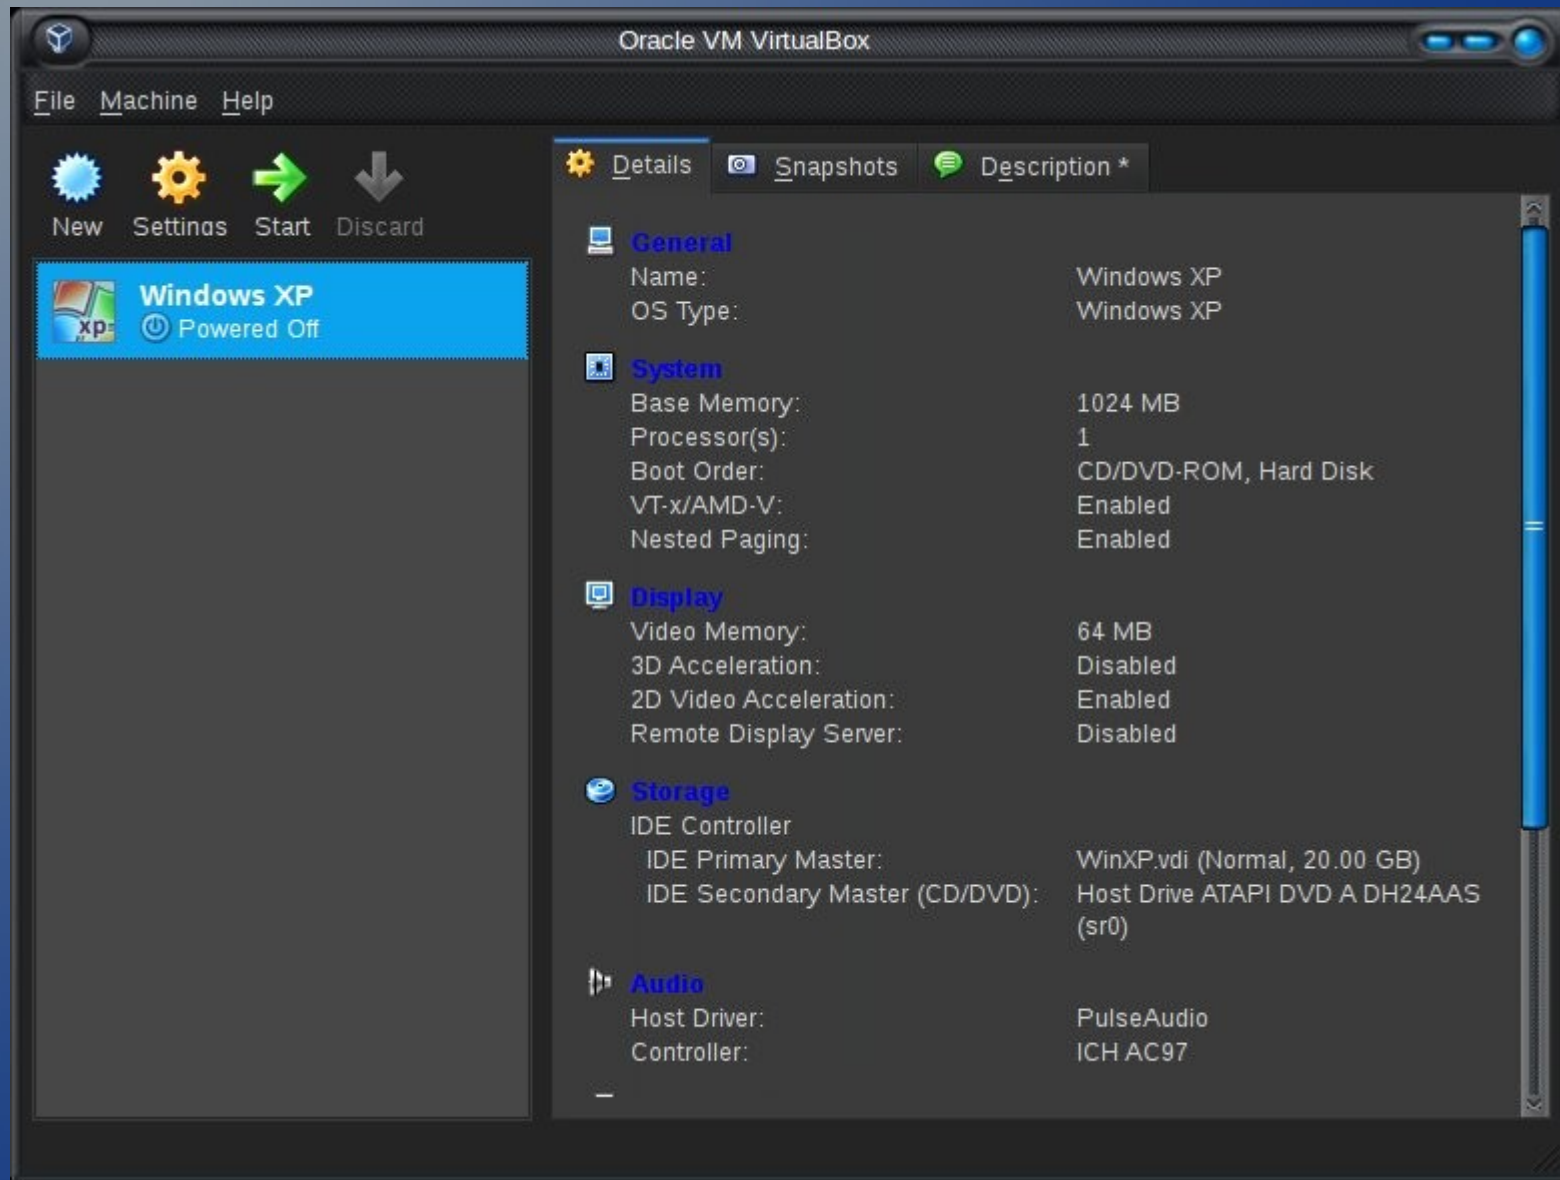 Oracle VM VirtualBox
File Machine Help
New Settings Start Discard
Windows XP
Powered Off
xp
Details Snapshots Description *
General
Name: Windows XP
OS Type: Windows XP
System
Base Memory: 1024 MB
Processor(s): 1
Boot Order: CD/DVD-ROM, Hard Disk
VT-x/AMD-V: Enabled
Nested Paging: Enabled
Display
Video Memory: 64 MB
3D Acceleration: Disabled
2D Video Acceleration: Enabled
Remote Display Server: Disabled
Storage
IDE Controller
IDE Primary Master: WinXP.vdi (Normal, 20.00 GB)
IDE Secondary Master (CD/DVD): Host Drive ATAPI DVD A DH24AAS
(sr0)
Audio
Host Driver: PulseAudio
Controller: ICH AC97